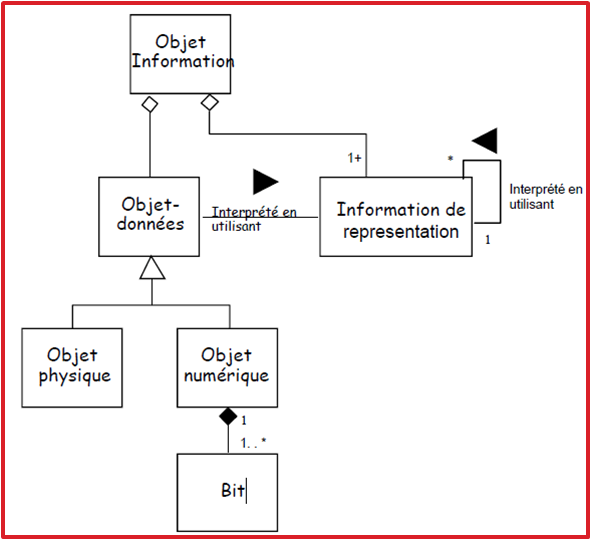 Objet
Information
1+
*
Objet-
données
Interprété en
utilisant
Information de
representation
Interprété en
utilisant
1
Objet
physique
Objet
numérique
1
1..*
Bit